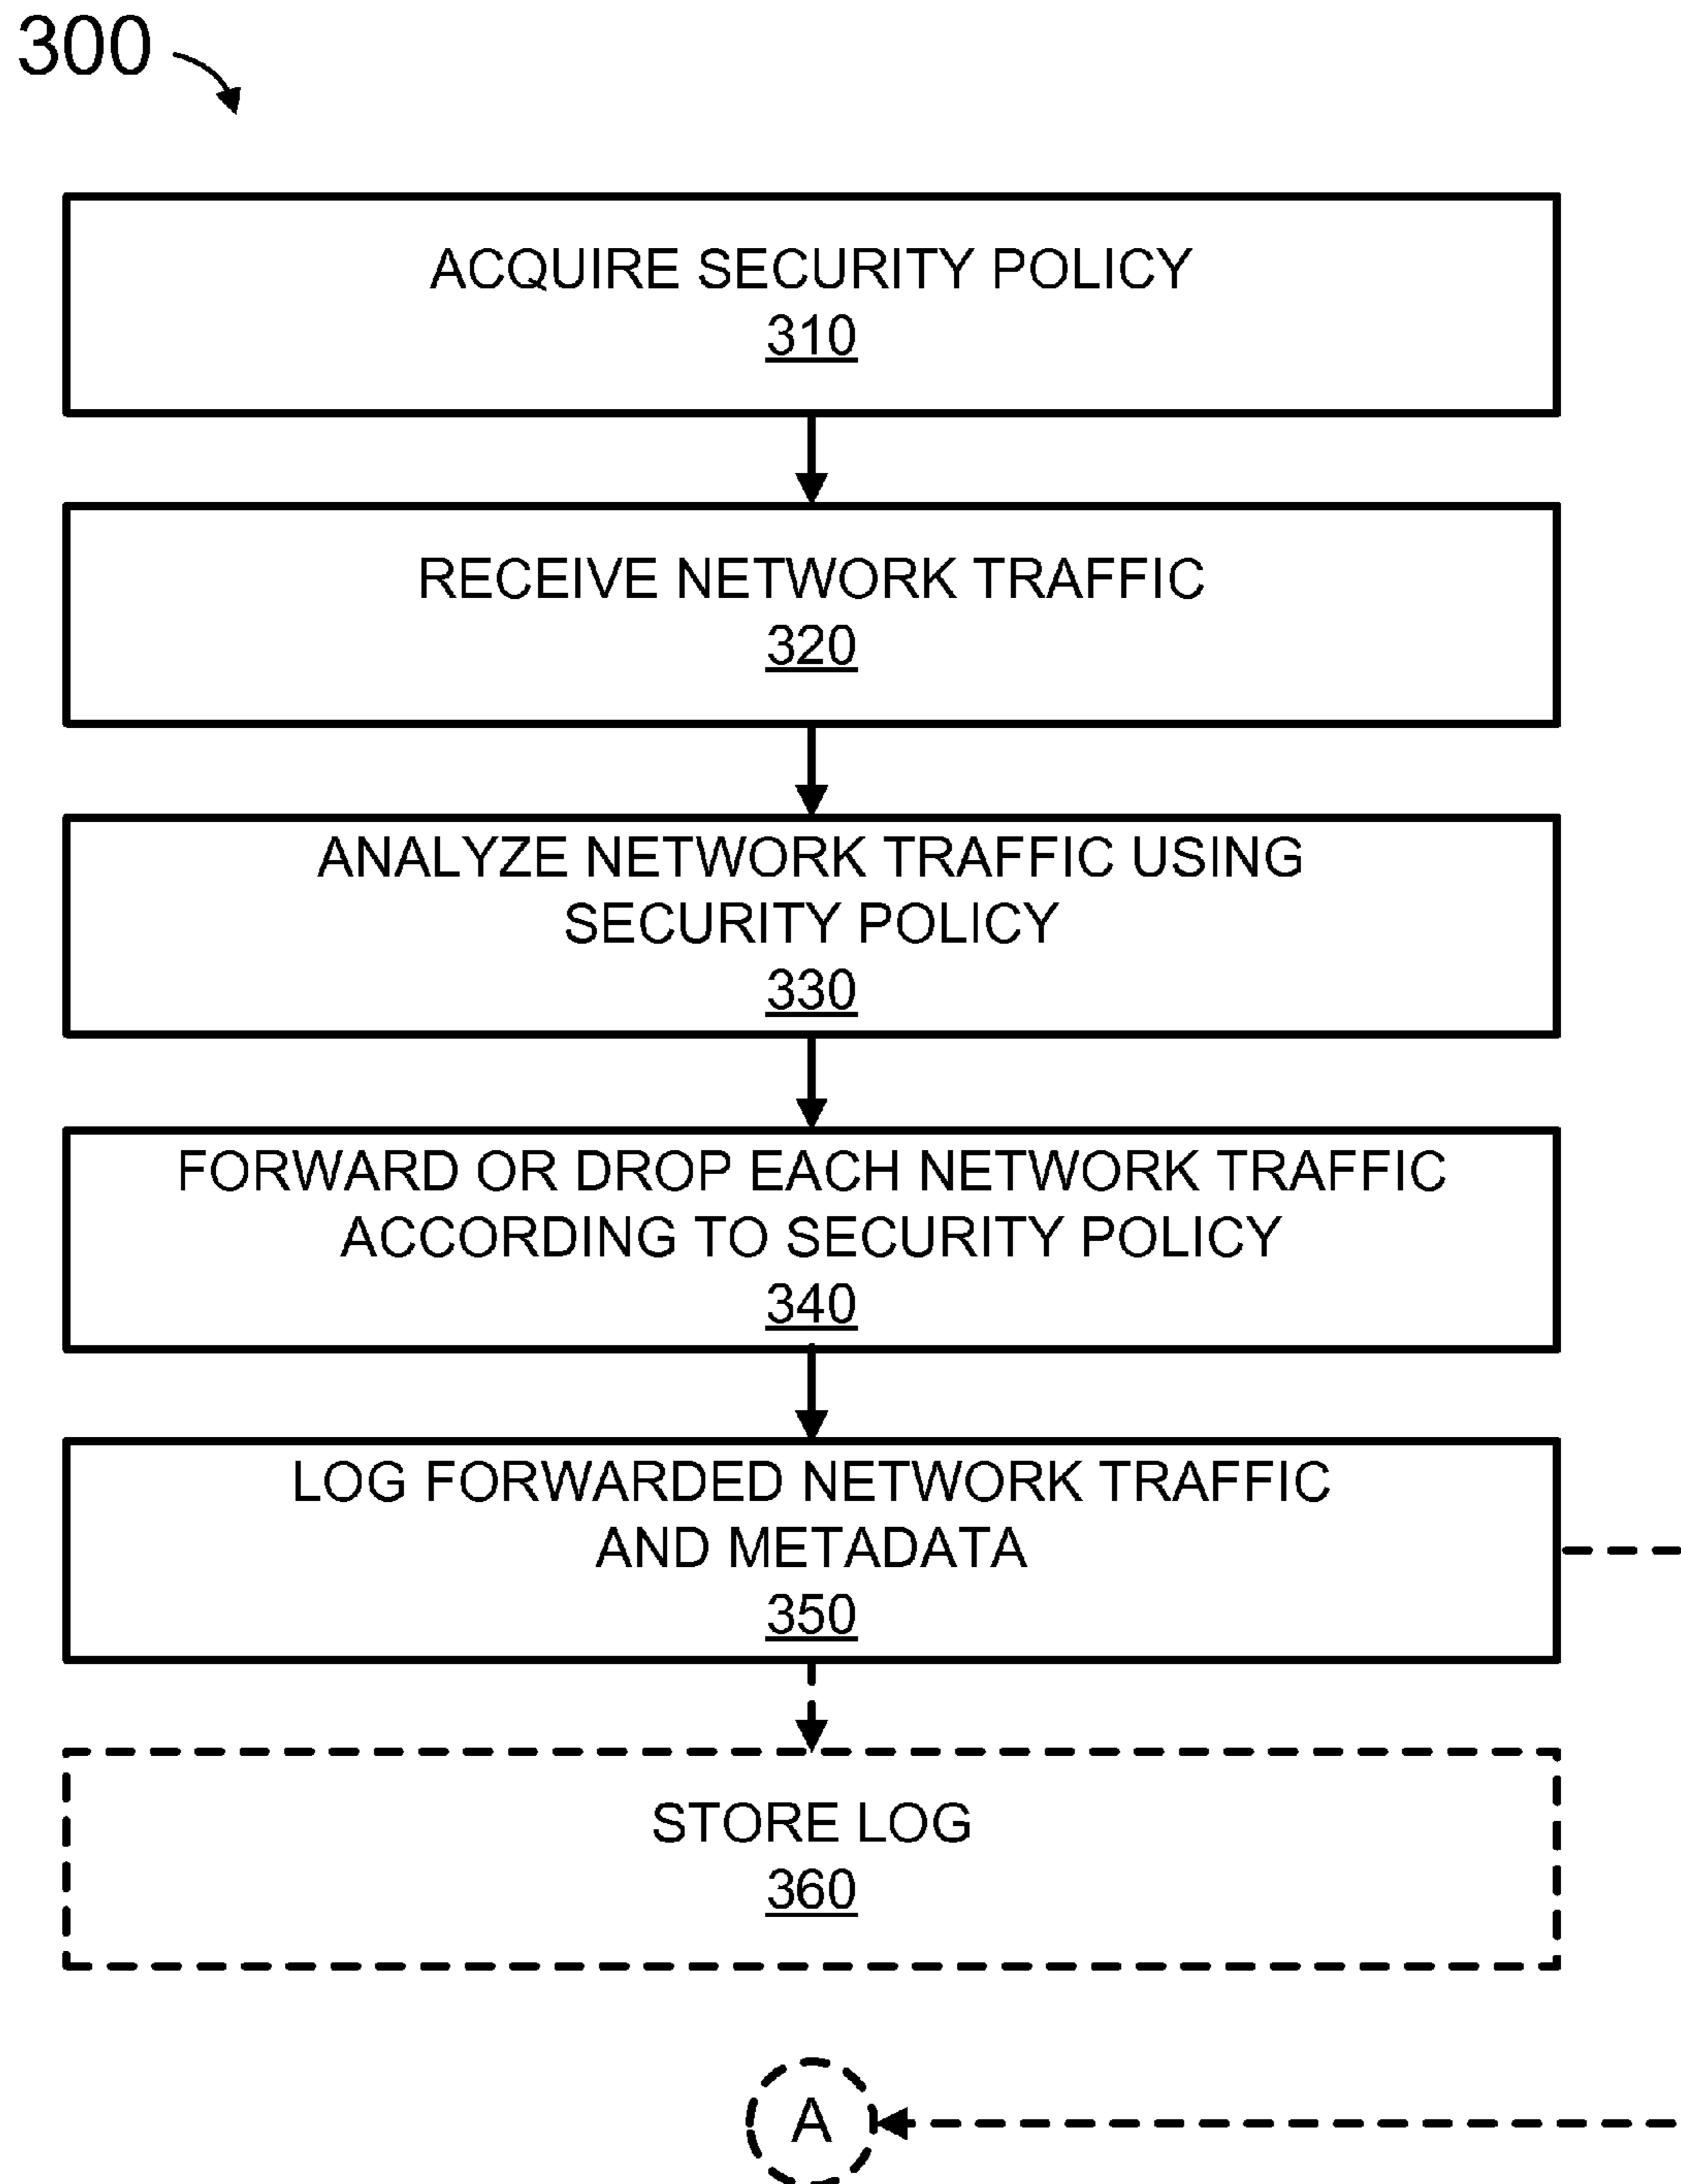 300
ACQUIRE SECURITY POLICY
310
RECEIVE NETWORK TRAFFIC
320
ANALYZE NETWORK TRAFFIC USING
SECURITY POLICY
330
FORWARD OR DROP EACH NETWORK TRAFFIC
ACCORDING TO SECURITY POLICY
340
LOG FORWARDED NETWORK TRAFFIC
AND METADATA
350
STORE LOG
360
A